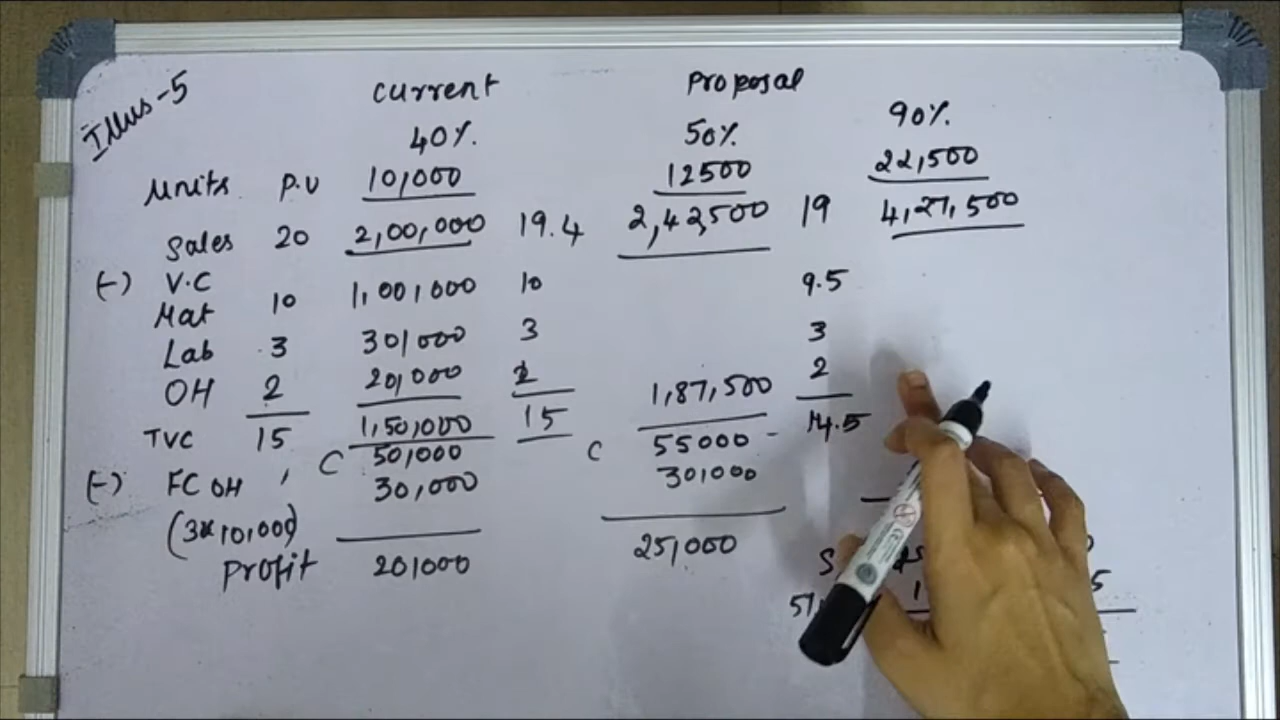 Illus-5
Current Proposal
40%. 50%. 90%.
Units P.U 10,000 12500 22,500
Sales 20 2,00,000 19.4 2,42,500 19 4,27,500
(-) V.C
Mat 10 1,00,000 10 9.5
Lab 3 30,000 3 3
OH 2 20,000 2 1,87,500 2
TVC 15 1,50,000 15 14.5
C 50,000 C 55000
(-) FC OH 30,000 30,000
(3x10,000)
Profit 20,000 25,000
S